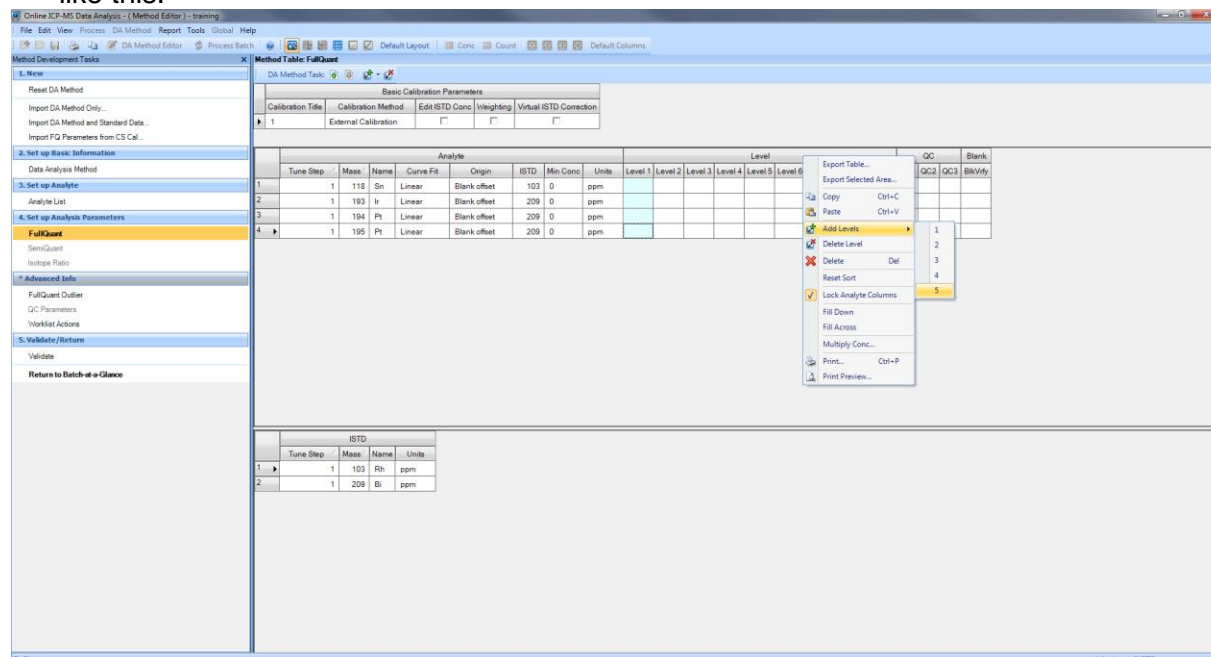 like this.
Online ICP-MS Data Analysis - ( Method Editor ) - training
File Edit View Process DA Method Report Tools Global Help
DA Method Editor Process Batch Default Layout Conc Count Default Columns
Method Development Tasks x
1. New
Reset DA Method
Import DA Method Only...
Import DA Method and Standard Data...
Import FQ Parameters from CS Cal...
2. Set up Basic Information
Data Analysis Method
3. Set up Analyte
Analyte List
4. Set up Analysis Parameters
FullQuant
SemiQuant
Isotope Ratio
* Advanced Info
FullQuant Outlier
QC Parameters
Worklist Actions
5. Validate/Return
Validate
Return to Batch-at-a-Glance
Method Table: FullQuant
DA Method Task:
Basic Calibration Parameters
Calibration Title Calibration Method Edit ISTD Conc Weighting Virtual ISTD Correction
1 External Calibration
Analyte Level QC Blank
Tune Step Mass Name Curve Fit Origin ISTD Min Conc Units Level 1 Level 2 Level 3 Level 4 Level 5 Level 6 QC2 QC3 BlkVrfy
1 1 118 Sn Linear Blank offset 103 0 ppm
2 1 193 Ir Linear Blank offset 209 0 ppm
3 1 194 Pt Linear Blank offset 209 0 ppm
4 1 195 Pt Linear Blank offset 209 0 ppm
Export Table...
Export Selected Area...
Copy Ctrl+C
Paste Ctrl+V
Add Levels
Delete Level
Delete Del
Reset Sort
Lock Analyte Columns
Fill Down
Fill Across
Multiply Conc...
Print... Ctrl+P
Print Preview...
1
2
3
4
5
ISTD
Tune Step Mass Name Units
1 1 103 Rh ppm
2 1 209 Bi ppm